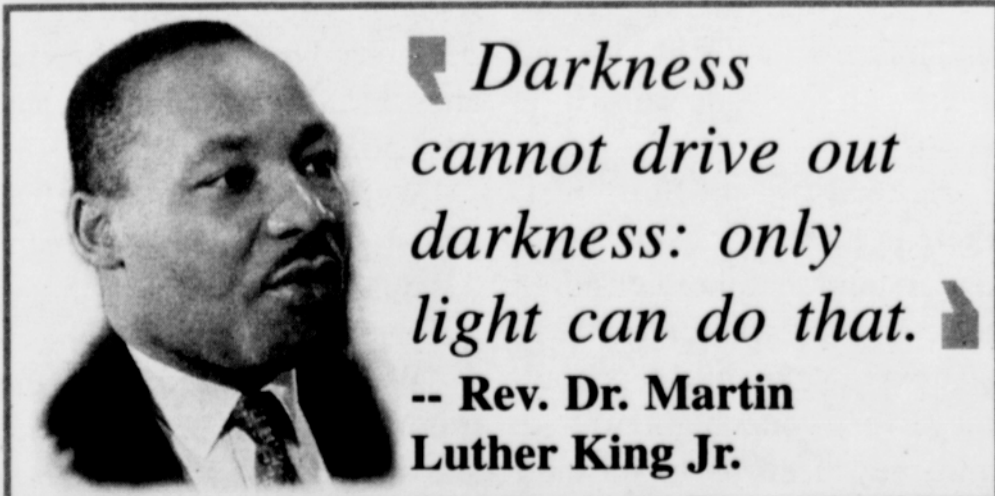 ❜ Darkness
cannot drive out
darkness: only
light can do that. ❛
-- Rev. Dr. Martin
Luther King Jr.